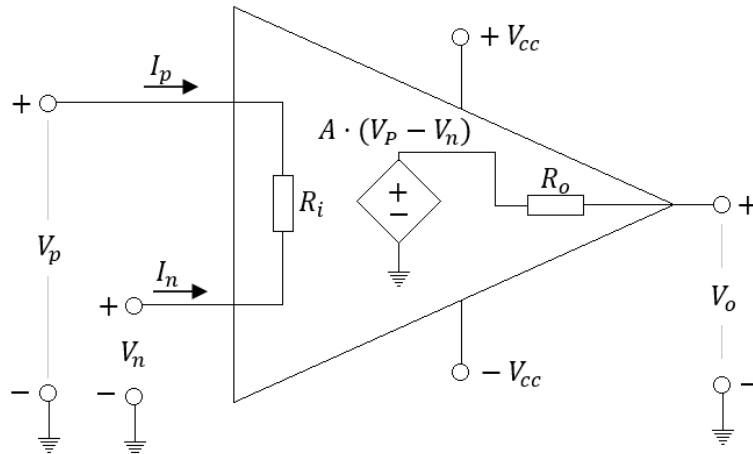 + V_cc
I_p
+
A · (V_P − V_n)
+
−
R_o
R_i
+
V_p
I_n
+
V_n
V_o
−
−
− V_cc
−